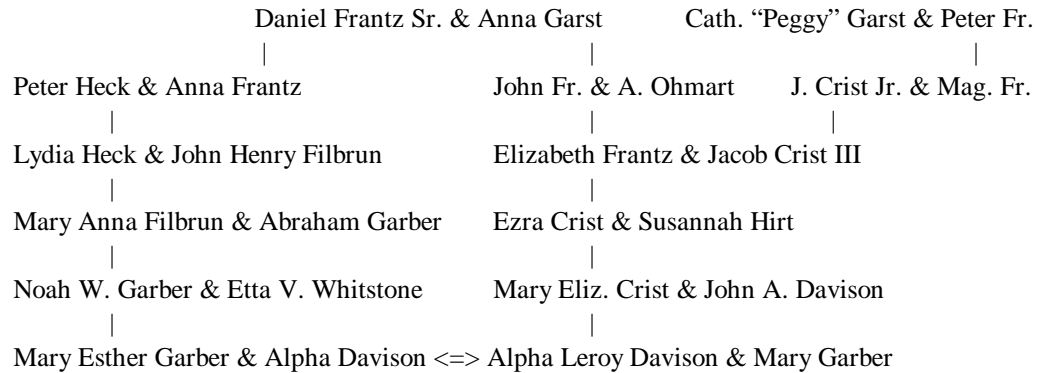 Daniel Frantz Sr. & Anna Garst Cath. “Peggy” Garst & Peter Fr.
Peter Heck & Anna Frantz John Fr. & A. Ohmart J. Crist Jr. & Mag. Fr.
Lydia Heck & John Henry Filbrun Elizabeth Frantz & Jacob Crist III
Mary Anna Filbrun & Abraham Garber Ezra Crist & Susannah Hirt
Noah W. Garber & Etta V. Whitstone Mary Eliz. Crist & John A. Davison
Mary Esther Garber & Alpha Davison <=> Alpha Leroy Davison & Mary Garber